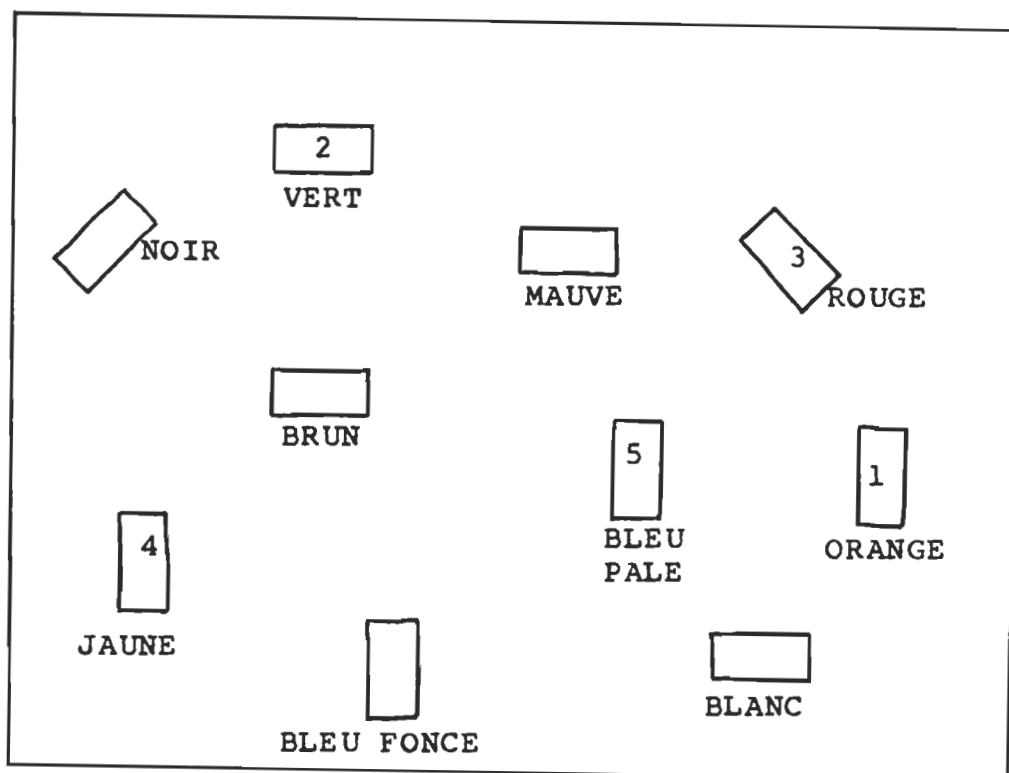 2
VERT
NOIR
MAUVE
3
ROUGE
BRUN
5
BLEU
PALE
1
ORANGE
4
JAUNE
BLEU FONCE
BLANC